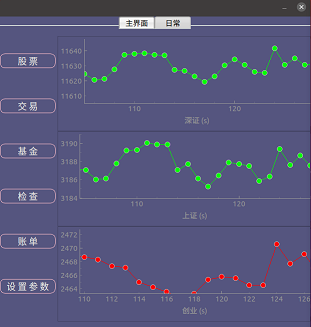 主界面 日常
股票
交易
基金
检查
账单
设置参数
11640
11630
11620
11610
110 120
深证 (s)
3190
3188
3186
3184
110 120
上证 (s)
2472
2470
2468
2466
2464
110 112 114 116 118 120 122 124 126
创业 (s)